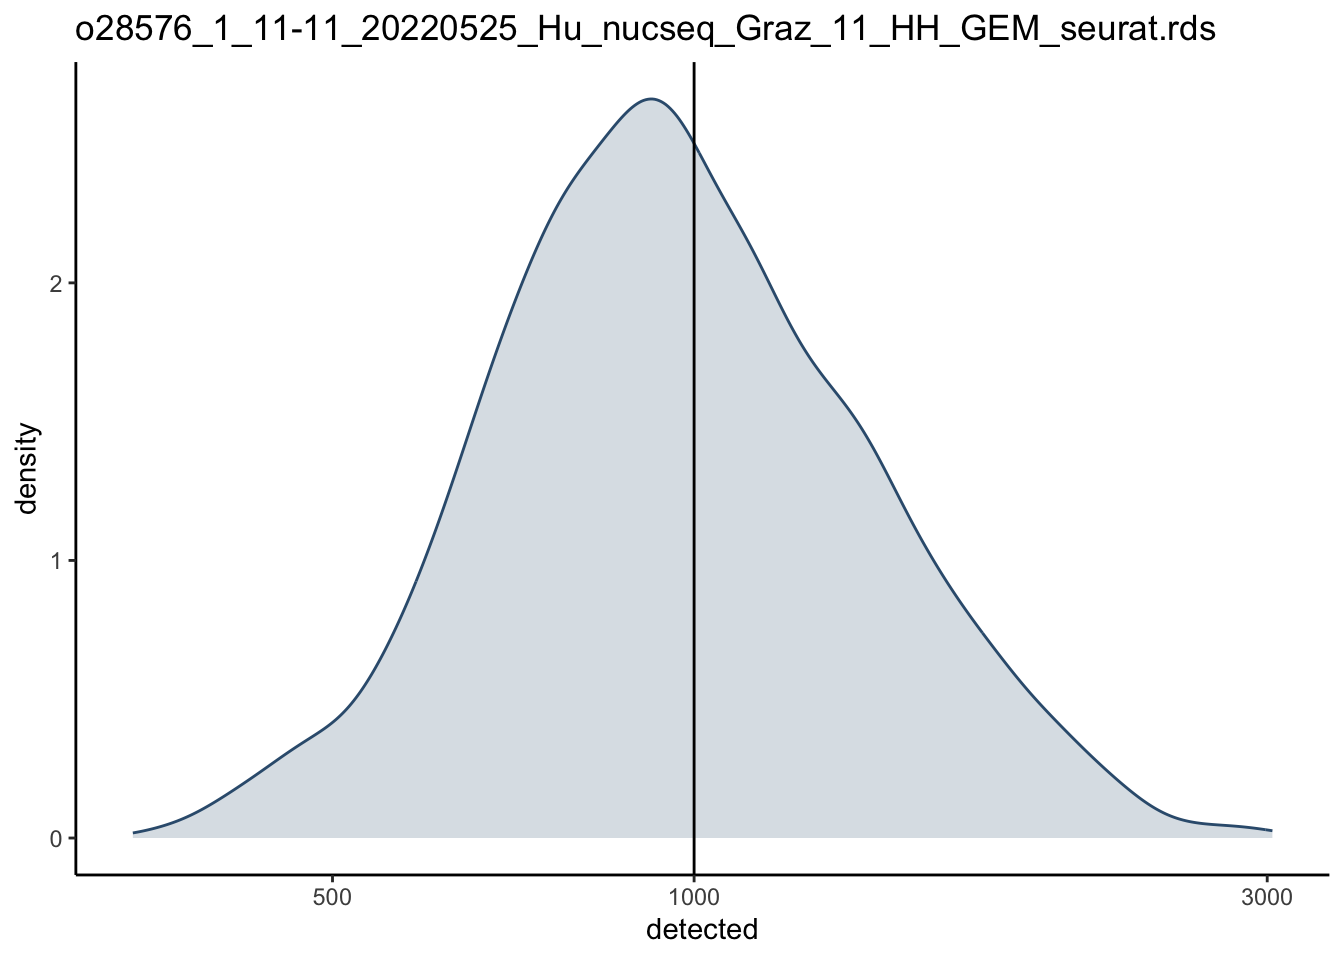 o28576_1_11-11_20220525_Hu_nucseq_Graz_11_HH_GEM_seurat.rds
density
2
1
0
500 1000 3000
detected